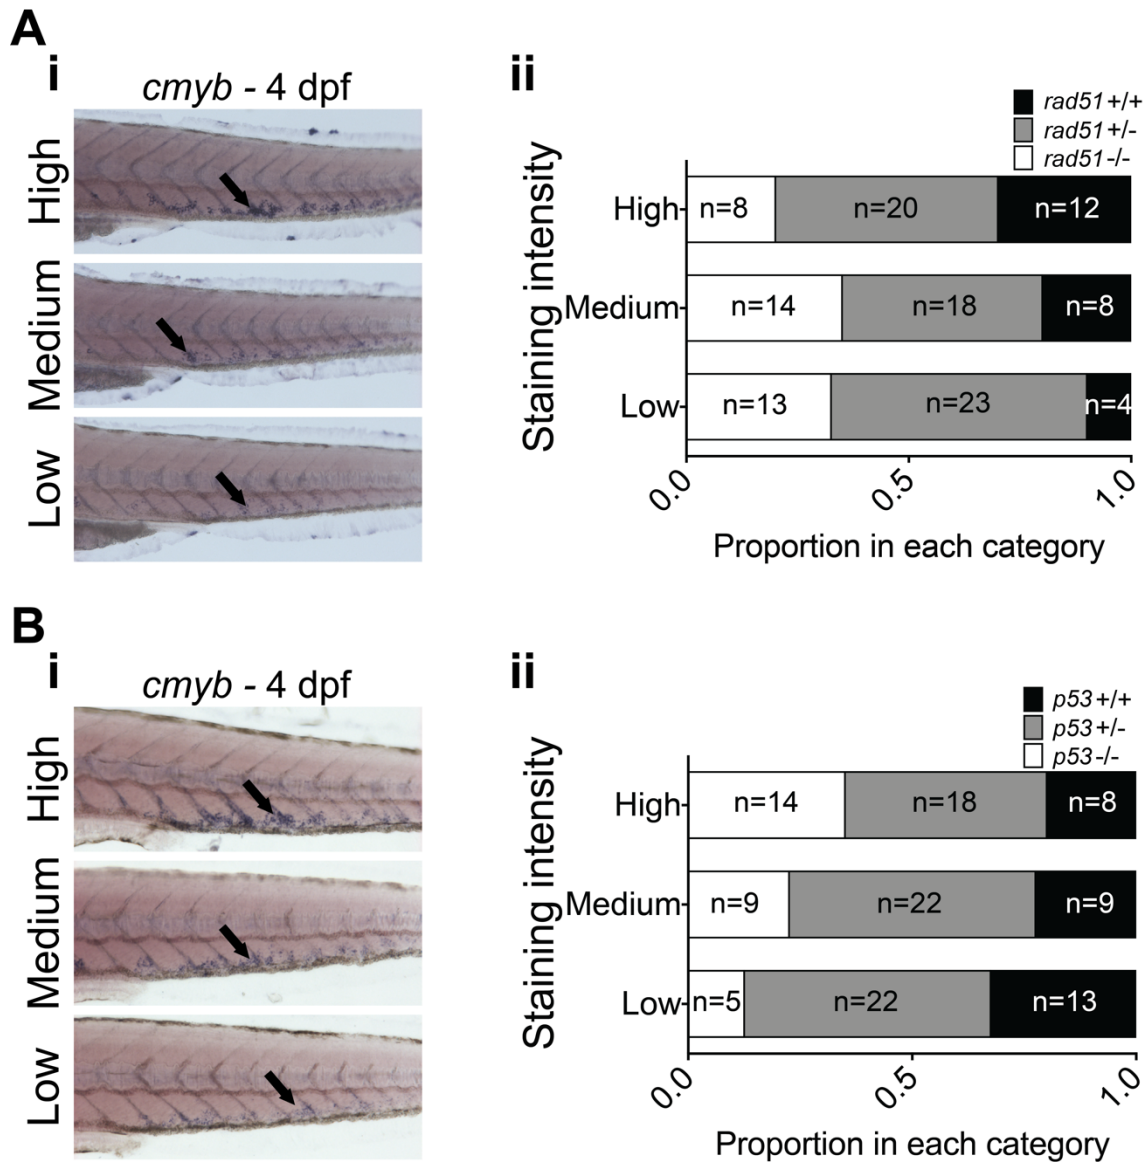 A
i
cmyb - 4 dpf
High
Medium
Low
ii
rad51+/+
rad51+/-
rad51-/-
Staining intensity
High
n=8
n=20
n=12
Medium
n=14
n=18
n=8
Low
n=13
n=23
n=4
0.0
0.5
1.0
Proportion in each category
B
i
cmyb - 4 dpf
High
Medium
Low
ii
p53+/+
p53+/-
p53-/-
Staining intensity
High
n=14
n=18
n=8
Medium
n=9
n=22
n=9
Low
n=5
n=22
n=13
0.0
0.5
1.0
Proportion in each category